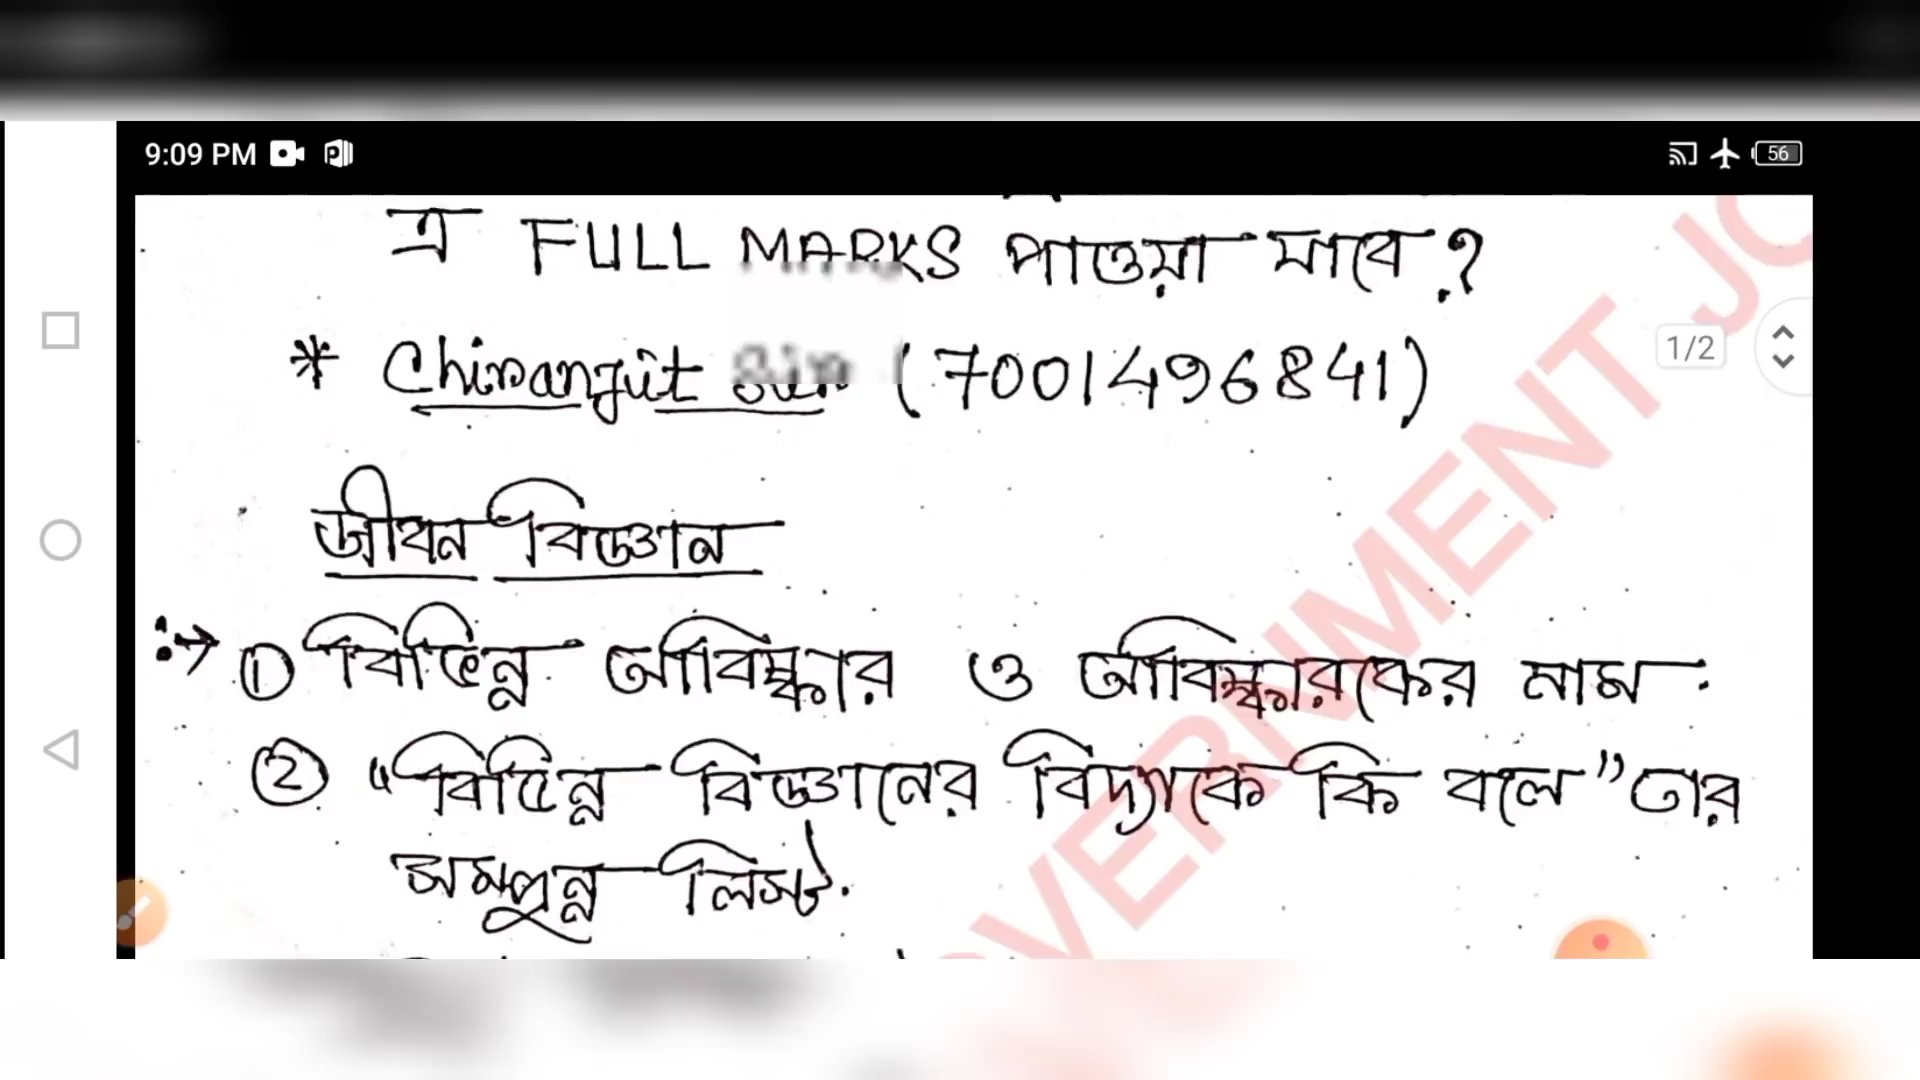 9:09 PM
56
এ FULL MARKS পাওয়া যাবে?
1/2
* Chiranjit Sir (7001496841)
জীবন বিজ্ঞান
:→ ① বিভিন্ন আবিষ্কার ও আবিষ্কারকের নাম.
② "বিভিন্ন বিজ্ঞানের বিদ্যাকে কি বলে" তার
সম্পুন্ন লিস্ট.